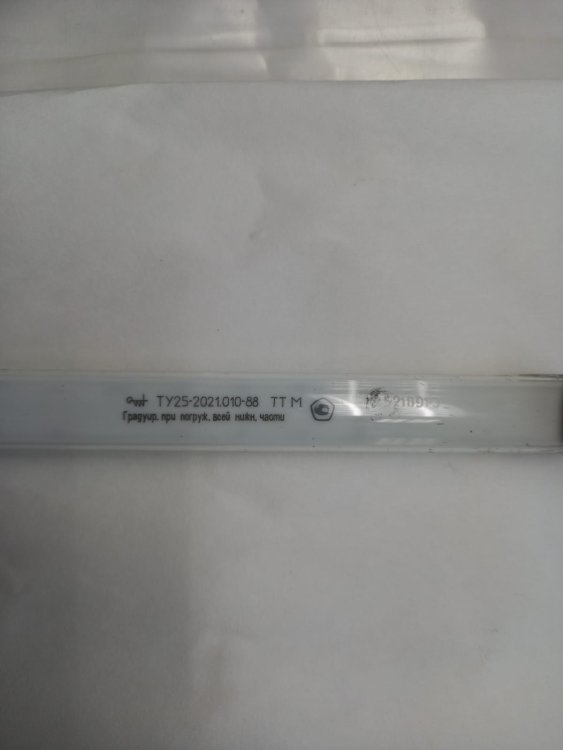 ТУ25-2021.010-88 ТТ М
Градуир. при погруж. всей нижн. части